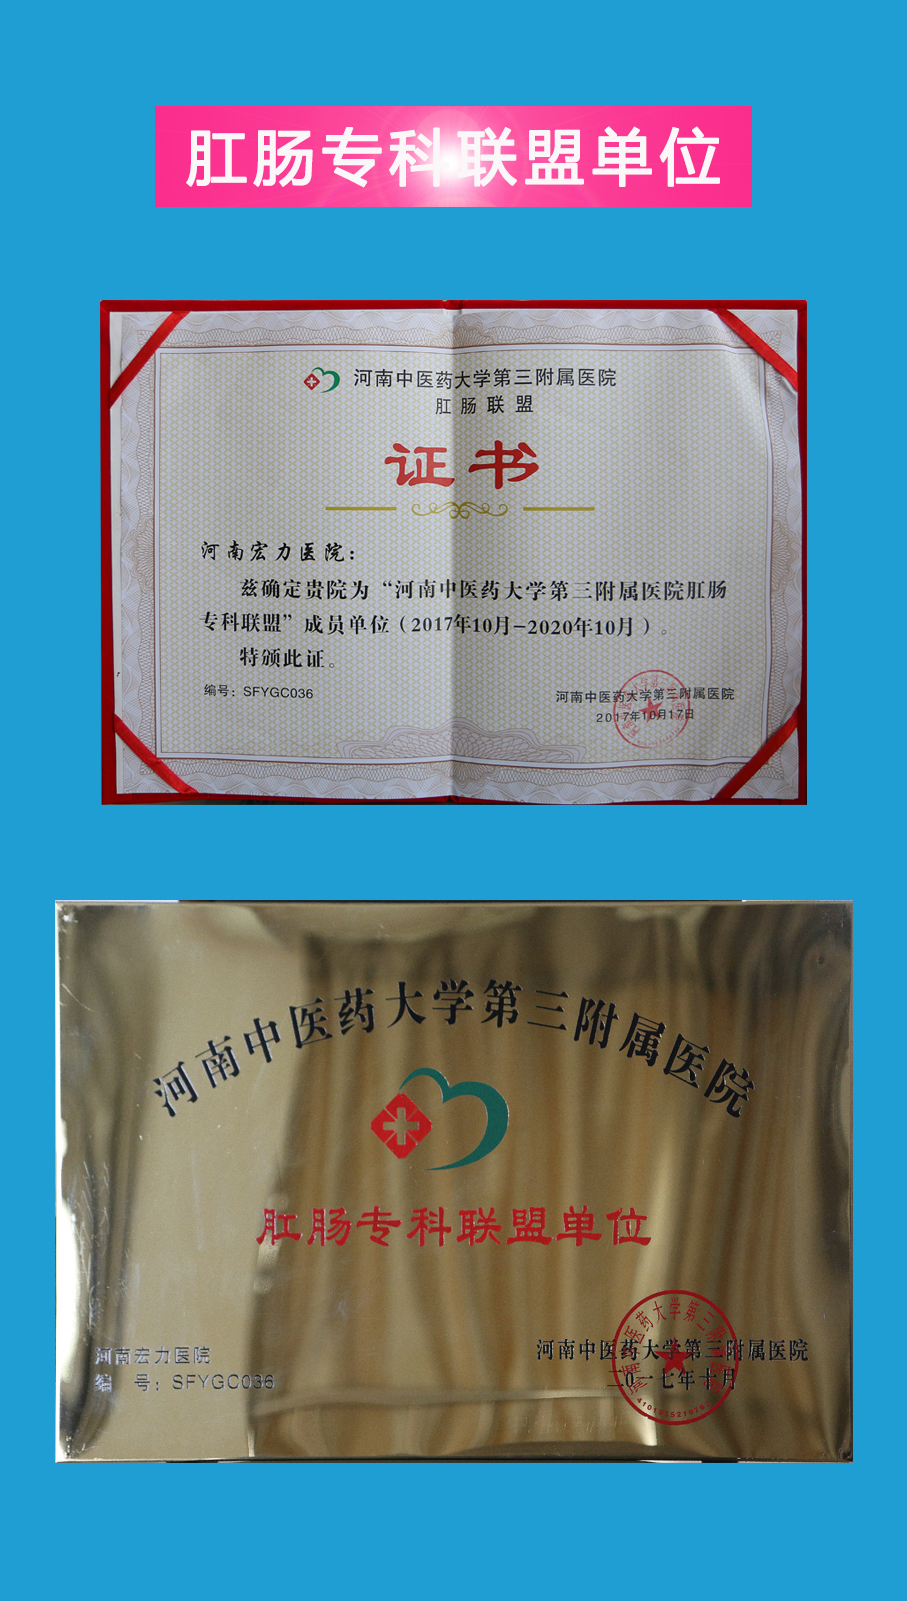 肛肠专科联盟单位
河南中医药大学第三附属医院
肛肠联盟
证书
河南宏力医院：
兹确定贵院为“河南中医药大学第三附属医院肛肠
专科联盟”成员单位（2017年10月-2020年10月）。
特颁此证。
编号：SFYGC036
河南中医药大学第三附属医院
2017年10月17日
河南中医药大学第三附属医院
肛肠专科联盟单位
河南宏力医院
编 号：SFYGC036
河南中医药大学第三附属医院
二0一七年十月